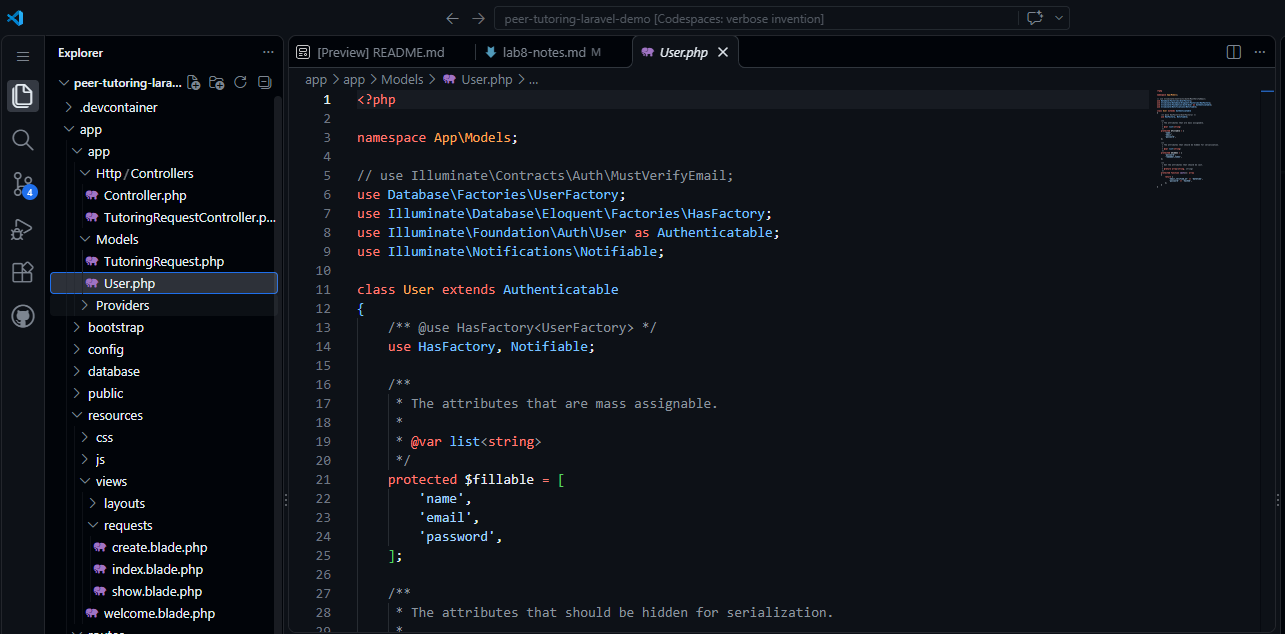 peer-tutoring-laravel-demo [Codespaces: verbose invention]
Explorer
peer-tutoring-lara...
.devcontainer
app
app
Http / Controllers
Controller.php
TutoringRequestController.p...
Models
TutoringRequest.php
User.php
Providers
bootstrap
config
database
public
resources
css
js
views
layouts
requests
create.blade.php
index.blade.php
show.blade.php
welcome.blade.php
routes
4
[Preview] README.md
lab8-notes.md M
User.php
app > app > Models > User.php > ...
1 <?php
2
3 namespace App\Models;
4
5 // use Illuminate\Contracts\Auth\MustVerifyEmail;
6 use Database\Factories\UserFactory;
7 use Illuminate\Database\Eloquent\Factories\HasFactory;
8 use Illuminate\Foundation\Auth\User as Authenticatable;
9 use Illuminate\Notifications\Notifiable;
10
11 class User extends Authenticatable
12 {
13 /** @use HasFactory<UserFactory> */
14 use HasFactory, Notifiable;
15
16 /**
17 * The attributes that are mass assignable.
18 *
19 * @var list<string>
20 */
21 protected $fillable = [
22 'name',
23 'email',
24 'password',
25 ];
26
27 /**
28 * The attributes that should be hidden for serialization.
29 *